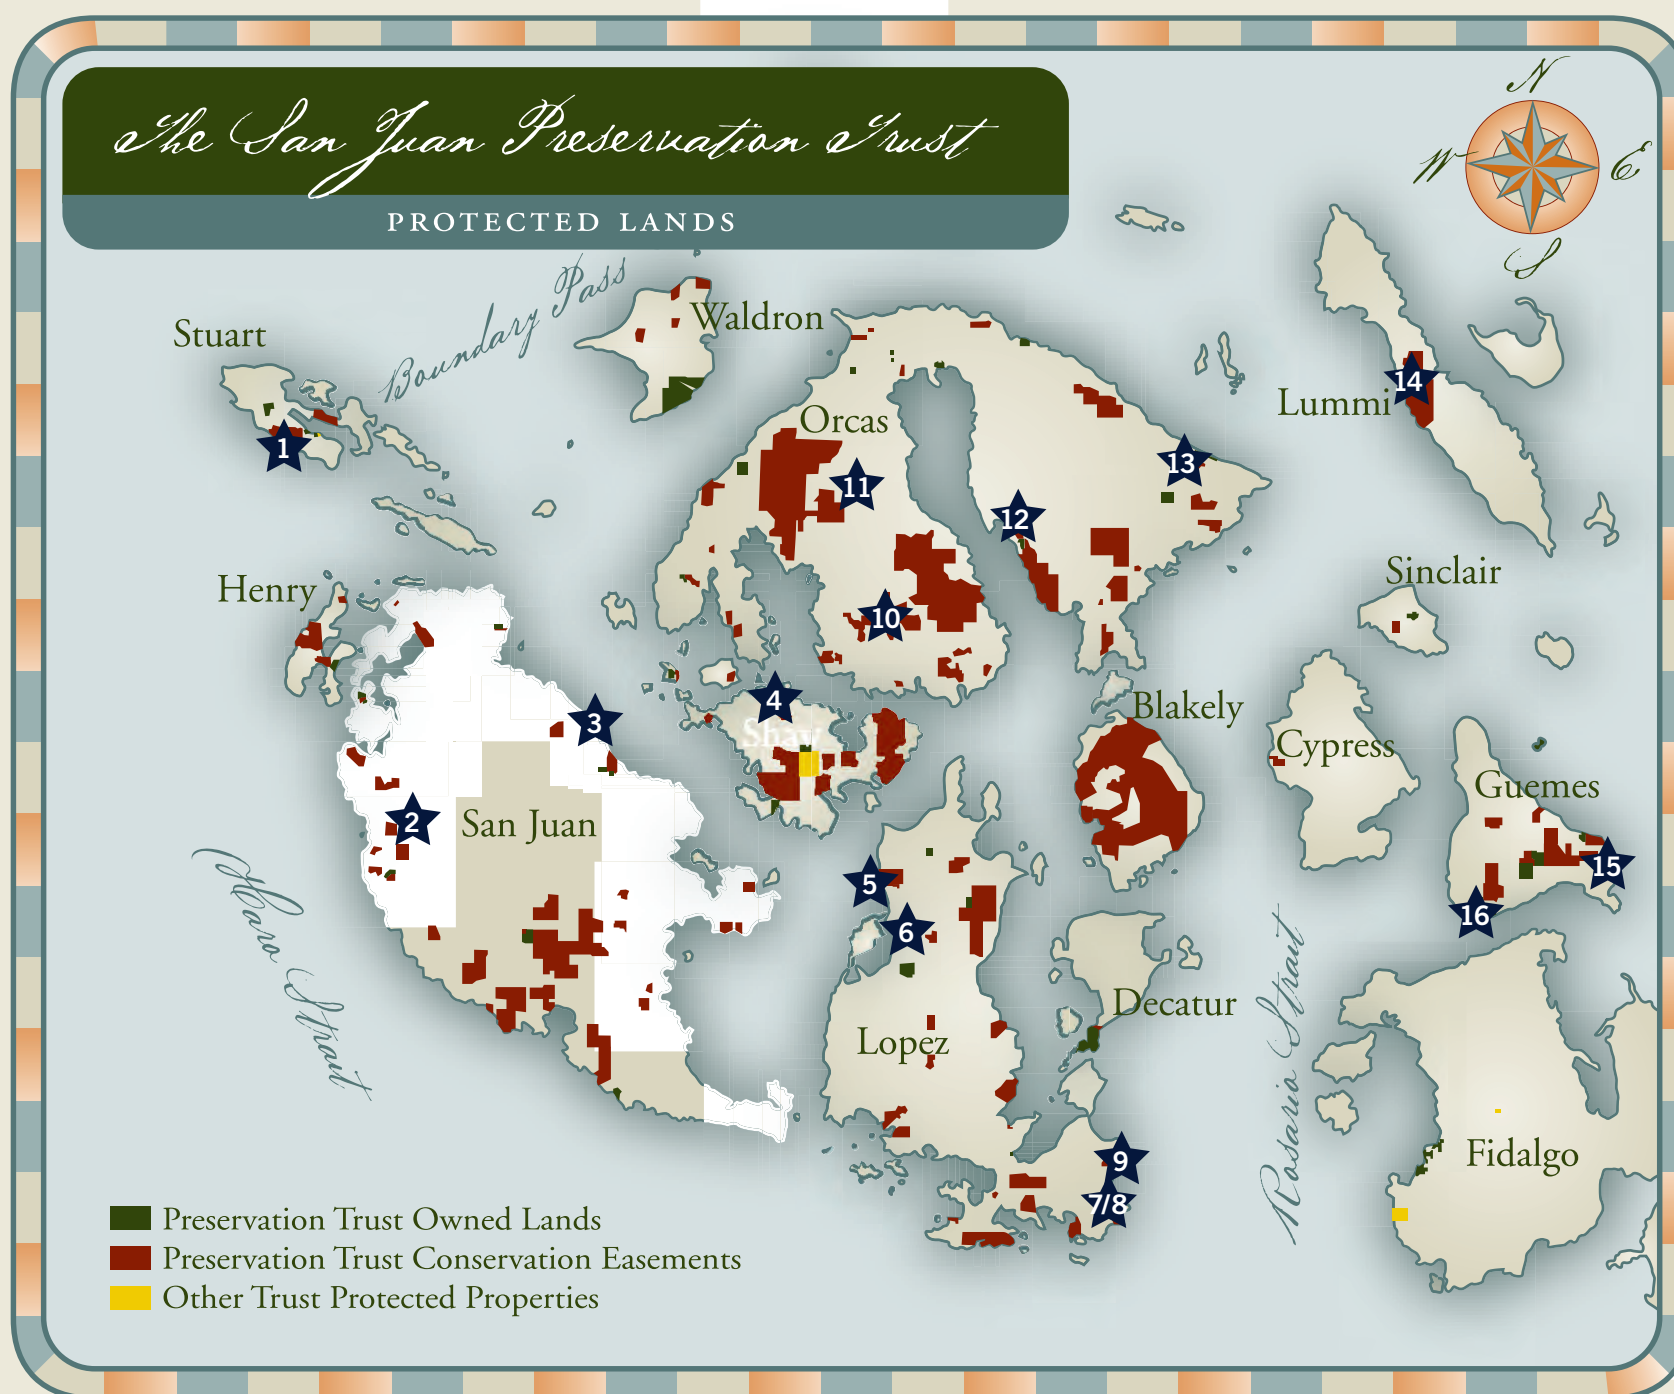 The San Juan Preservation Trust
PROTECTED LANDS
N
W
E
S
Boundary Pass
Stuart
Waldron
Orcas
Lummi
14
1
13
11
12
Henry
Sinclair
10
4
3
Shaw
Blakely
Cypress
Guemes
2
San Juan
5
15
6
16
Haro Strait
Decatur
Lopez
Rosario Strait
9
7/8
Fidalgo
Preservation Trust Owned Lands
Preservation Trust Conservation Easements
Other Trust Protected Properties